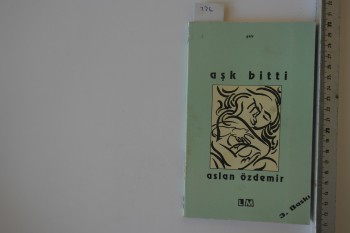 776
şiir
aşk bitti
aslan özdemir
LM
3. Baskı